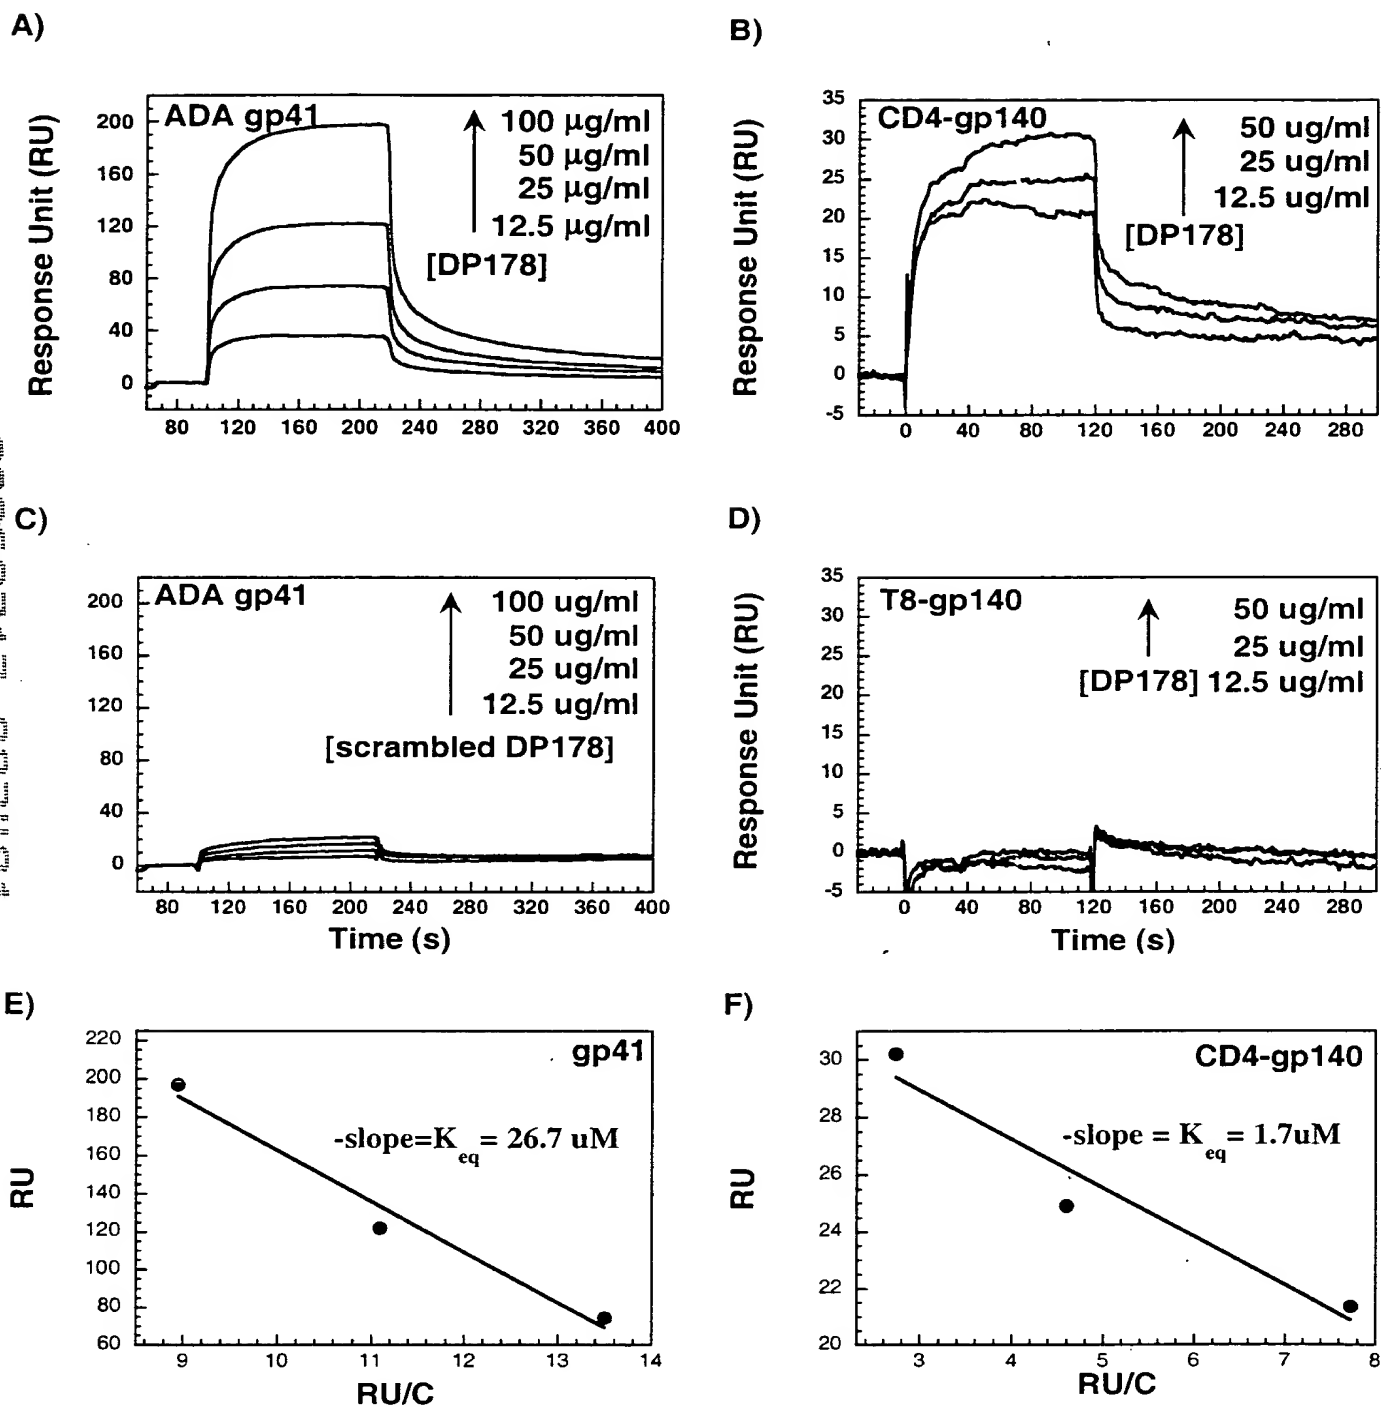 A)
ADA gp41
100 µg/ml
50 µg/ml
25 µg/ml
12.5 µg/ml
[DP178]
Response Unit (RU)
200
160
120
80
40
0
80 120 160 200 240 280 320 360 400
B)
CD4-gp140
50 ug/ml
25 ug/ml
12.5 ug/ml
[DP178]
Response Unit (RU)
35
30
25
20
15
10
5
0
-5
0 40 80 120 160 200 240 280
C)
ADA gp41
100 ug/ml
50 ug/ml
25 ug/ml
12.5 ug/ml
[scrambled DP178]
200
160
120
80
40
0
80 120 160 200 240 280 320 360 400
Time (s)
D)
T8-gp140
50 ug/ml
25 ug/ml
[DP178] 12.5 ug/ml
Response Unit (RU)
35
30
25
20
15
10
5
0
-5
0 40 80 120 160 200 240 280
Time (s)
E)
gp41
-slope=Keq = 26.7 uM
RU
220
200
180
160
140
120
100
80
60
9 10 11 12 13 14
RU/C
F)
CD4-gp140
-slope = Keq = 1.7uM
RU
30
28
26
24
22
20
3 4 5 6 7 8
RU/C